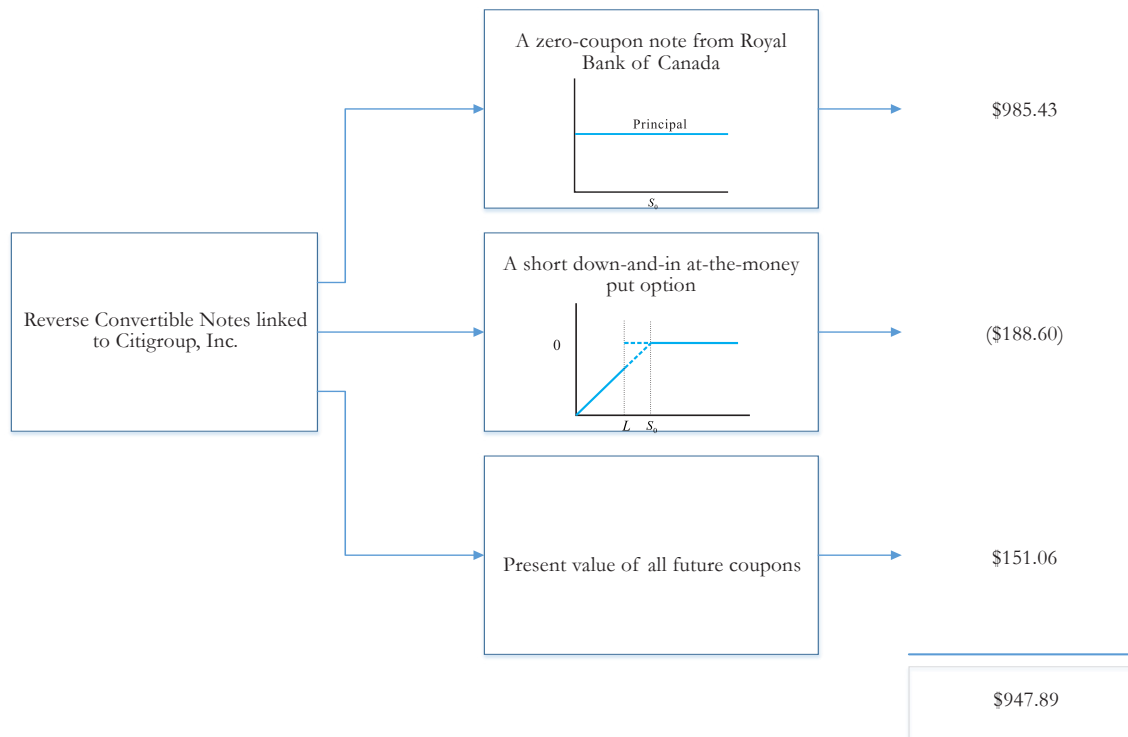 A zero-coupon note from Royal
Bank of Canada
Principal
S₀
$985.43
Reverse Convertible Notes linked
to Citigroup, Inc.
A short down-and-in at-the-money
put option
0
L S₀
($188.60)
Present value of all future coupons
$151.06
$947.89